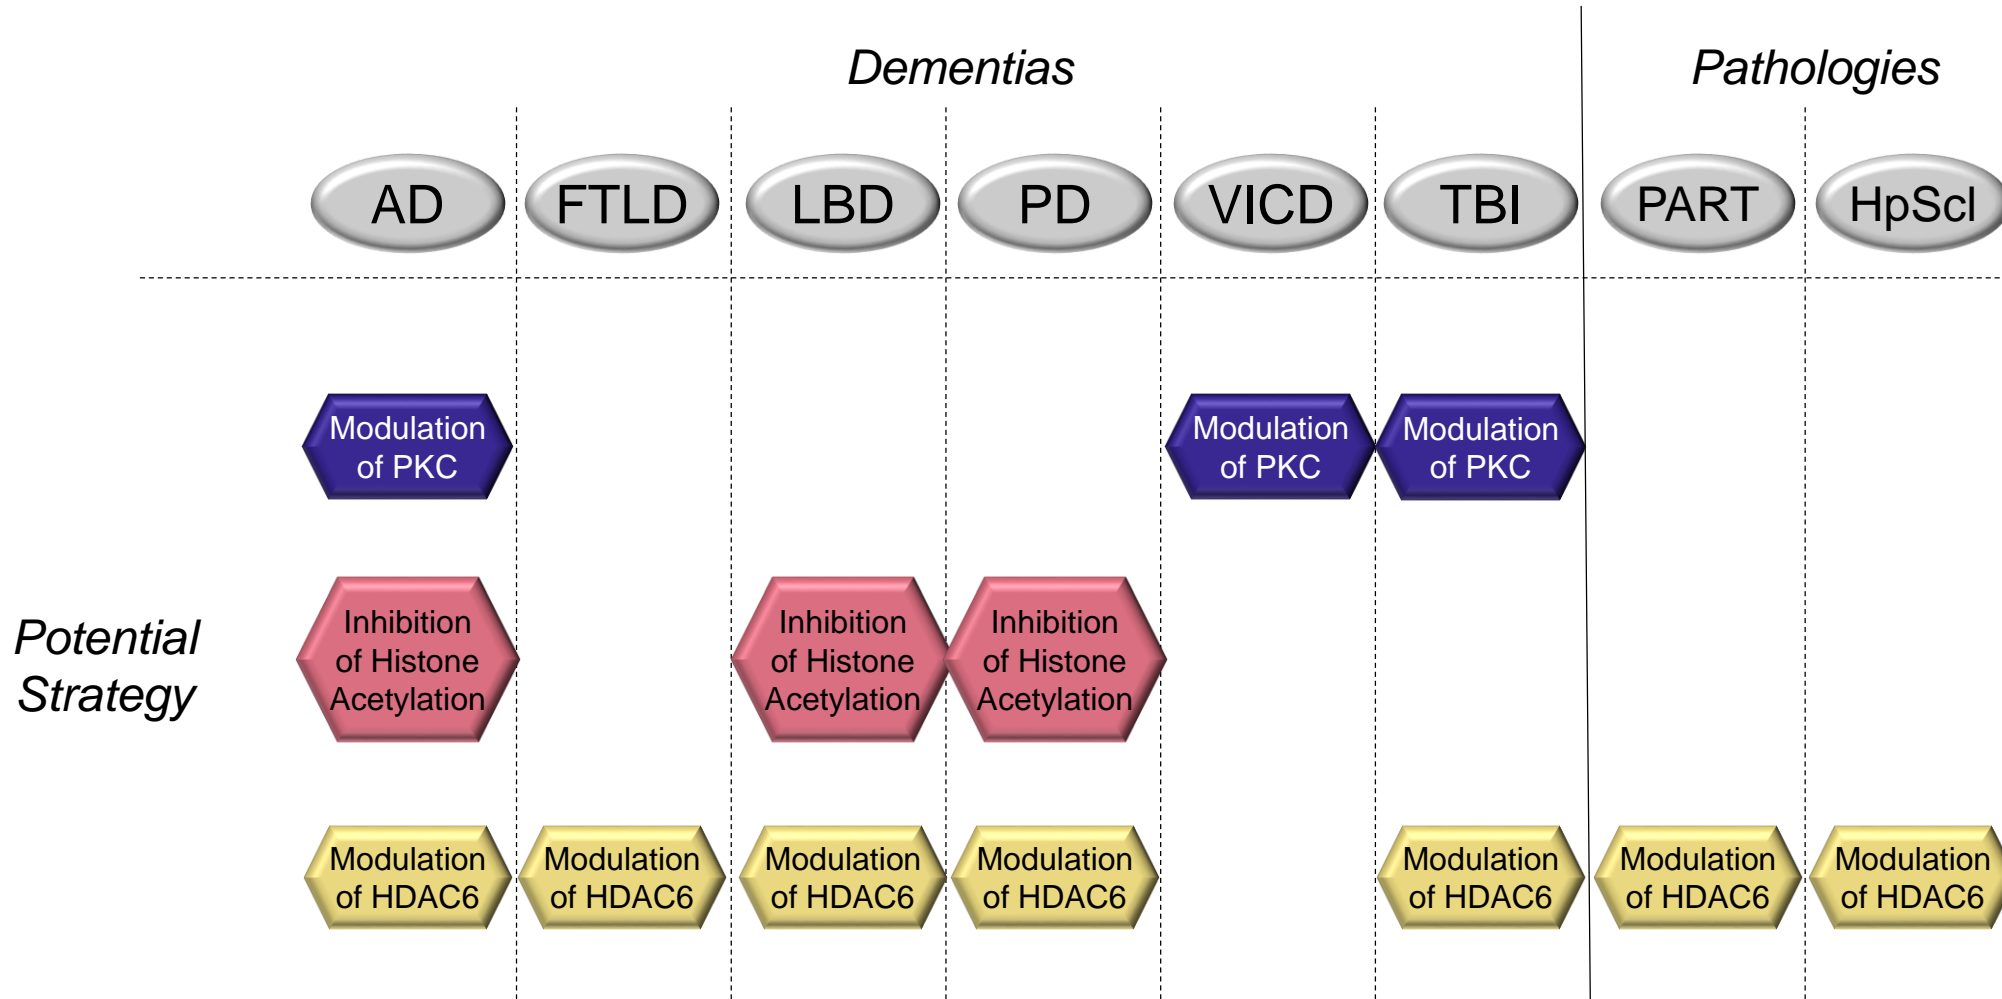 Dementias
Pathologies
AD
FTLD
LBD
PD
VICD
TBI
PART
HpScl
Modulation
of PKC
Modulation
of PKC
Modulation
of PKC
Potential
Strategy
Inhibition
of Histone
Acetylation
Inhibition
of Histone
Acetylation
Inhibition
of Histone
Acetylation
Modulation
of HDAC6
Modulation
of HDAC6
Modulation
of HDAC6
Modulation
of HDAC6
Modulation
of HDAC6
Modulation
of HDAC6
Modulation
of HDAC6